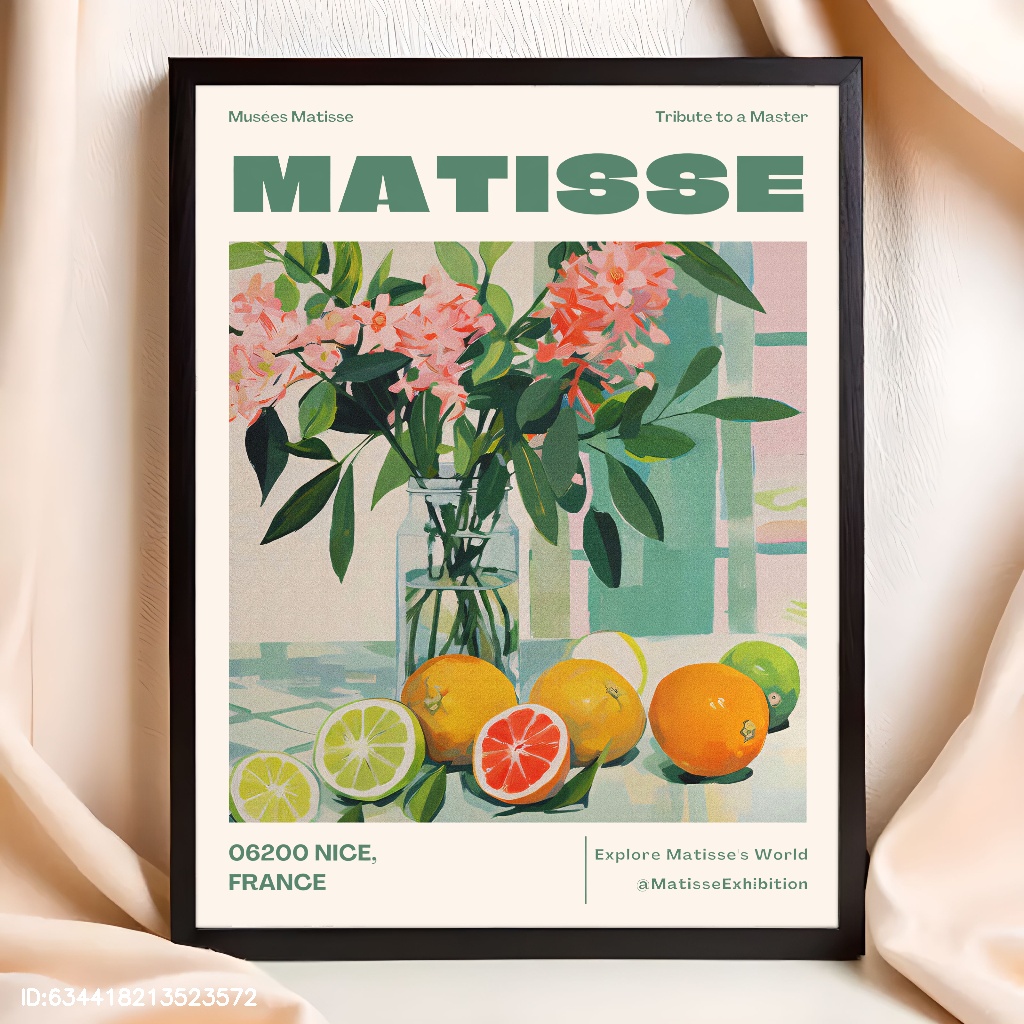 Musées Matisse
Tribute to a Master
MATISSE
06200 NICE,
FRANCE
Explore Matisse's World
@MatisseExhibition
ID:634418213523572